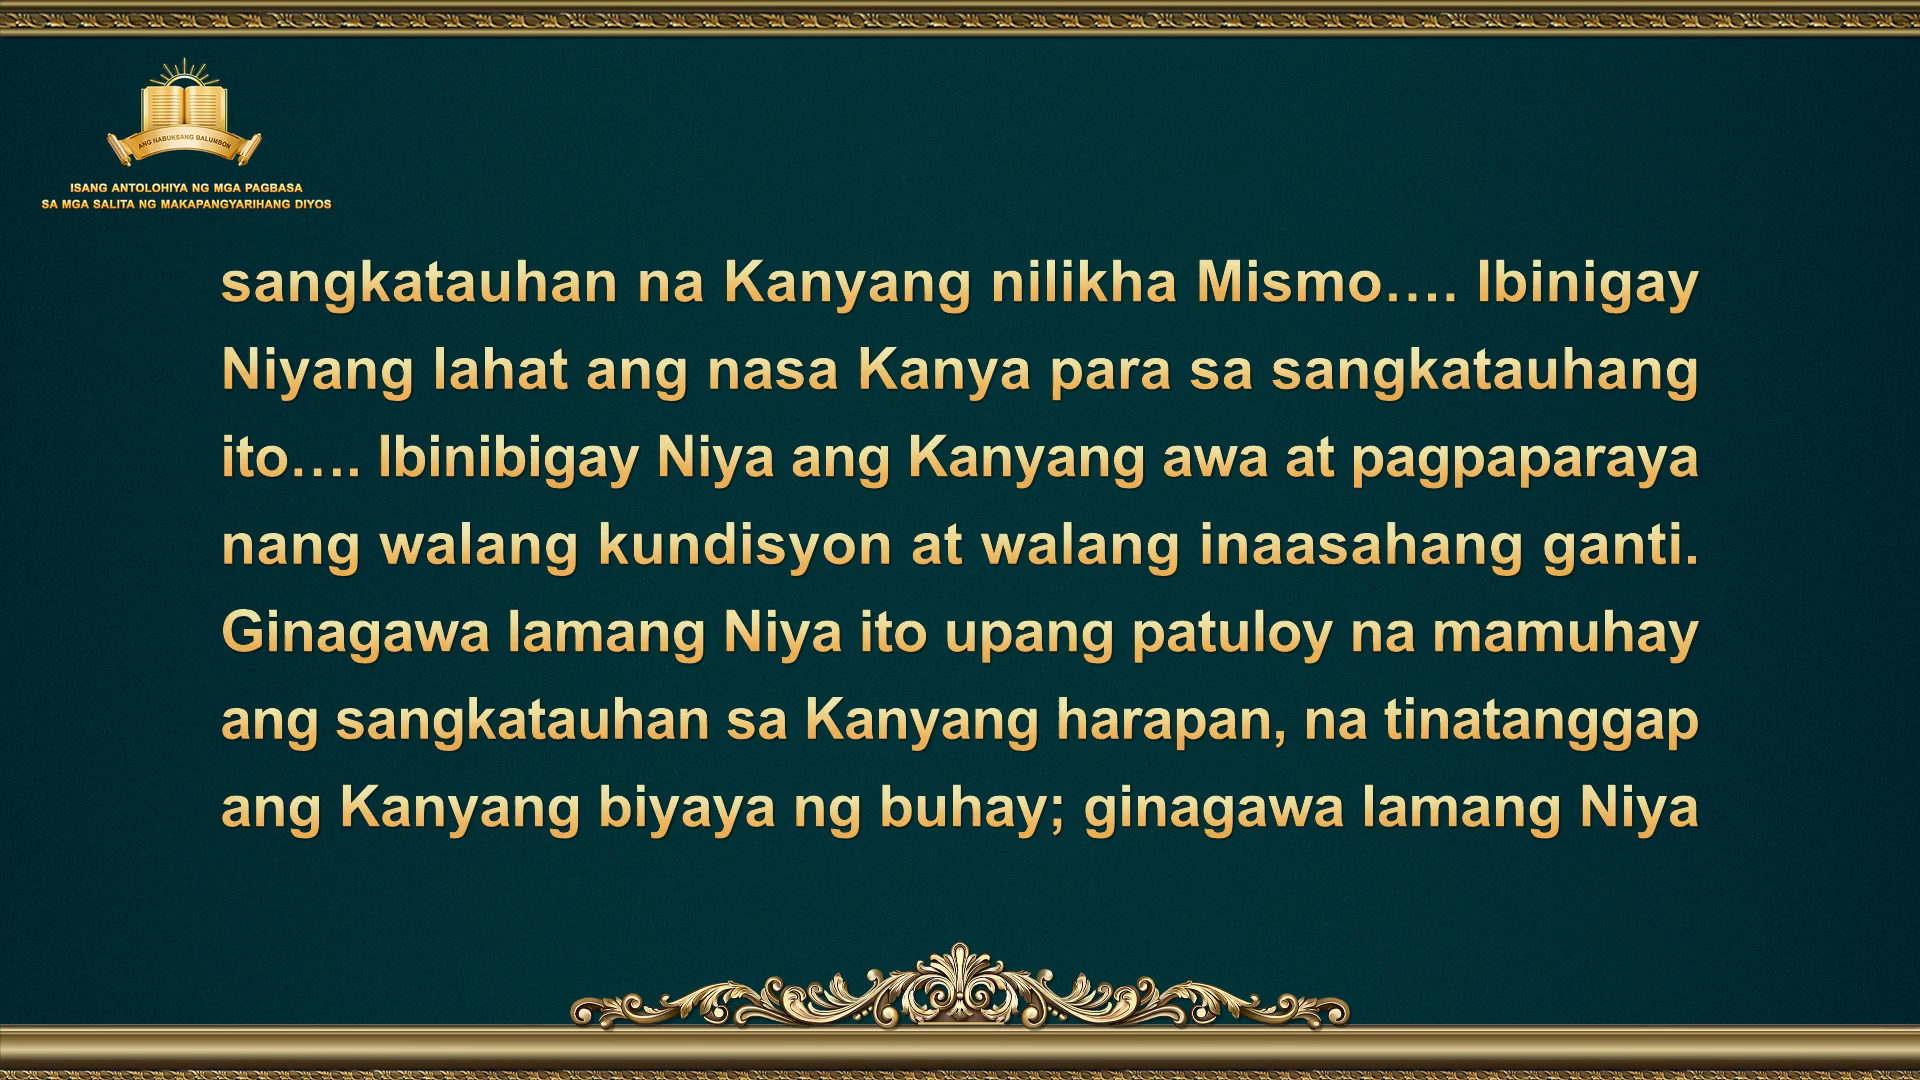 ANG NABUKSANG BALUMBON
ISANG ANTOLOHIYA NG MGA PAGBASA
SA MGA SALITA NG MAKAPANGYARIHANG DIYOS
sangkatauhan na Kanyang nilikha Mismo…. Ibinigay
Niyang lahat ang nasa Kanya para sa sangkatauhang
ito…. Ibinibigay Niya ang Kanyang awa at pagpaparaya
nang walang kundisyon at walang inaasahang ganti.
Ginagawa lamang Niya ito upang patuloy na mamuhay
ang sangkatauhan sa Kanyang harapan, na tinatanggap
ang Kanyang biyaya ng buhay; ginagawa lamang Niya